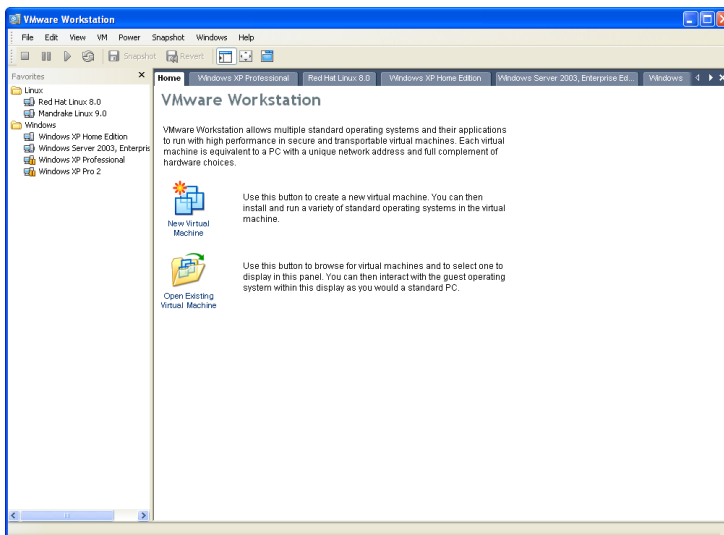 VMware Workstation
File Edit View VM Power Snapshot Windows Help
Snapshot Revert
Favorites
Linux
Red Hat Linux 8.0
Mandrake Linux 9.0
Windows
Windows XP Home Edition
Windows Server 2003, Enterpris
Windows XP Professional
Windows XP Pro 2
Home Windows XP Professional Red Hat Linux 8.0 Windows XP Home Edition Windows Server 2003, Enterprise Ed... Windows
VMware Workstation
VMware Workstation allows multiple standard operating systems and their applications
to run with high performance in secure and transportable virtual machines. Each virtual
machine is equivalent to a PC with a unique network address and full complement of
hardware choices.
New Virtual
Machine
Use this button to create a new virtual machine. You can then
install and run a variety of standard operating systems in the virtual
machine.
Open Existing
Virtual Machine
Use this button to browse for virtual machines and to select one to
display in this panel. You can then interact with the guest operating
system within this display as you would a standard PC.